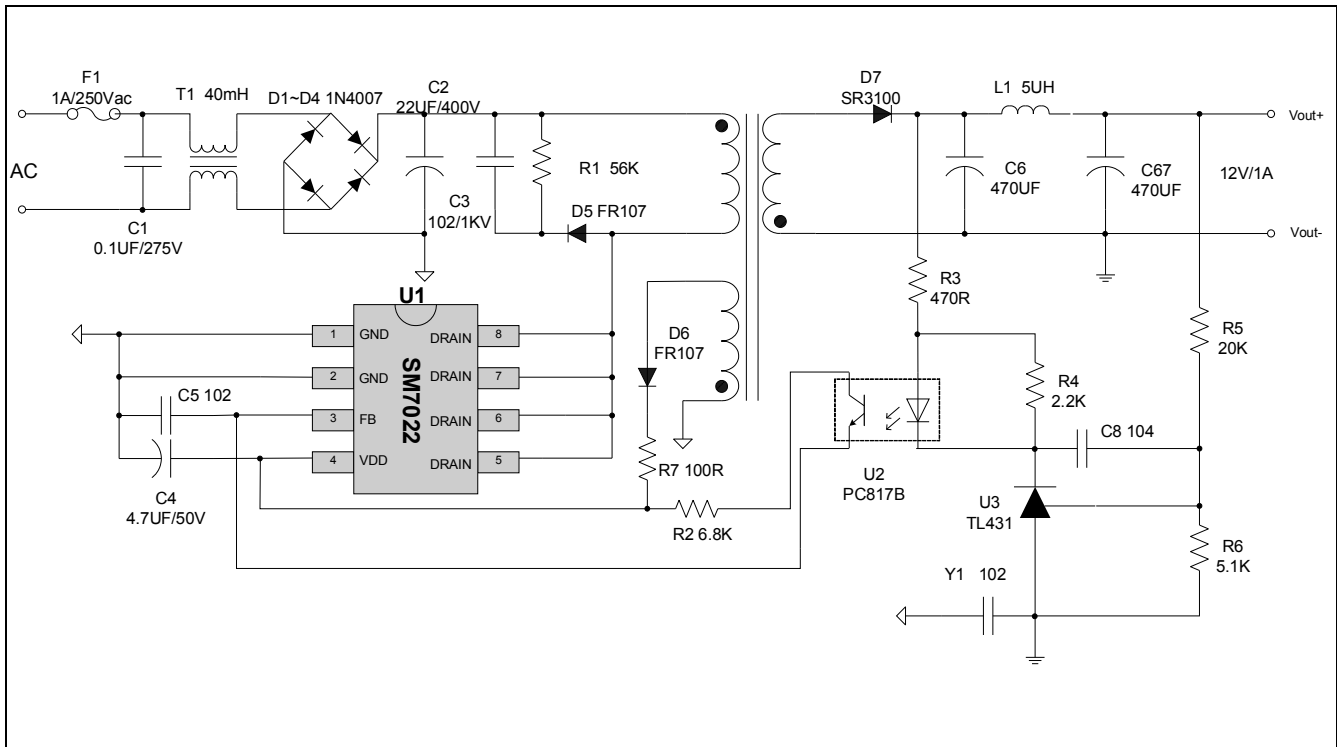 F1
1A/250Vac
T1 40mH
D1~D4 1N4007
C2
22UF/400V
D7
SR3100
L1 5UH
Vout+
AC
R1 56K
C6
470UF
C67
470UF
12V/1A
C3
102/1KV
C1
0.1UF/275V
D5 FR107
Vout-
R3
470R
U1
1 GND DRAIN 8
2 GND DRAIN 7
3 FB DRAIN 6
4 VDD DRAIN 5
SM7022
D6
FR107
R5
20K
R4
2.2K
C5 102
C8 104
R7 100R
U2
PC817B
C4
4.7UF/50V
U3
TL431
R2 6.8K
R6
5.1K
Y1 102